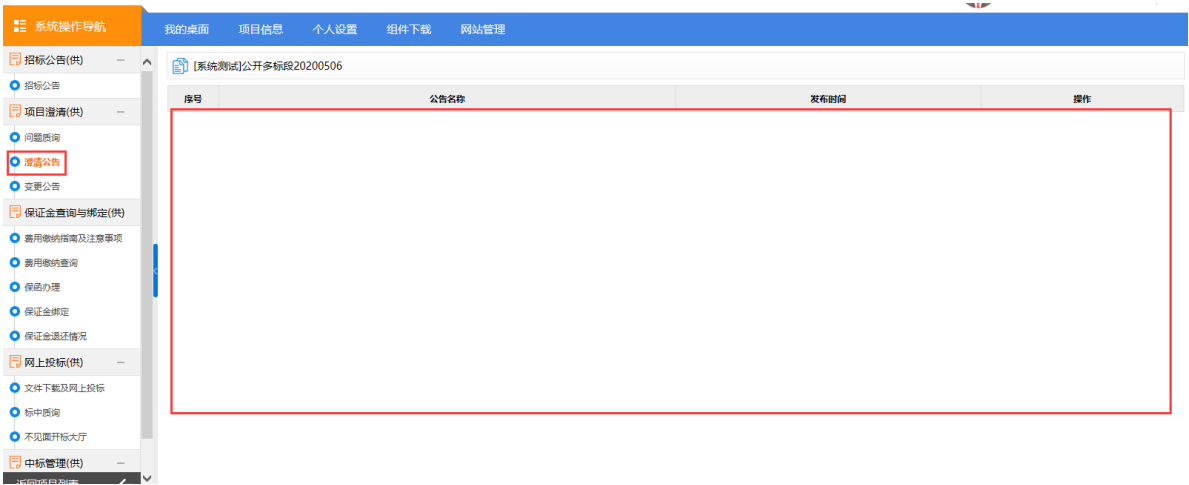 系统操作导航
我的桌面 项目信息 个人设置 组件下载 网站管理
招标公告(供)
招标公告
项目澄清(供)
问题质询
澄清公告
变更公告
保证金查询与绑定(供)
费用缴纳指南及注意事项
费用缴纳查询
保函办理
保证金绑定
保证金退还情况
网上投标(供)
文件下载及网上投标
标中质询
不见面开标大厅
中标管理(供)
返回项目列表
[系统测试]公开多标段20200506
序号 公告名称 发布时间 操作